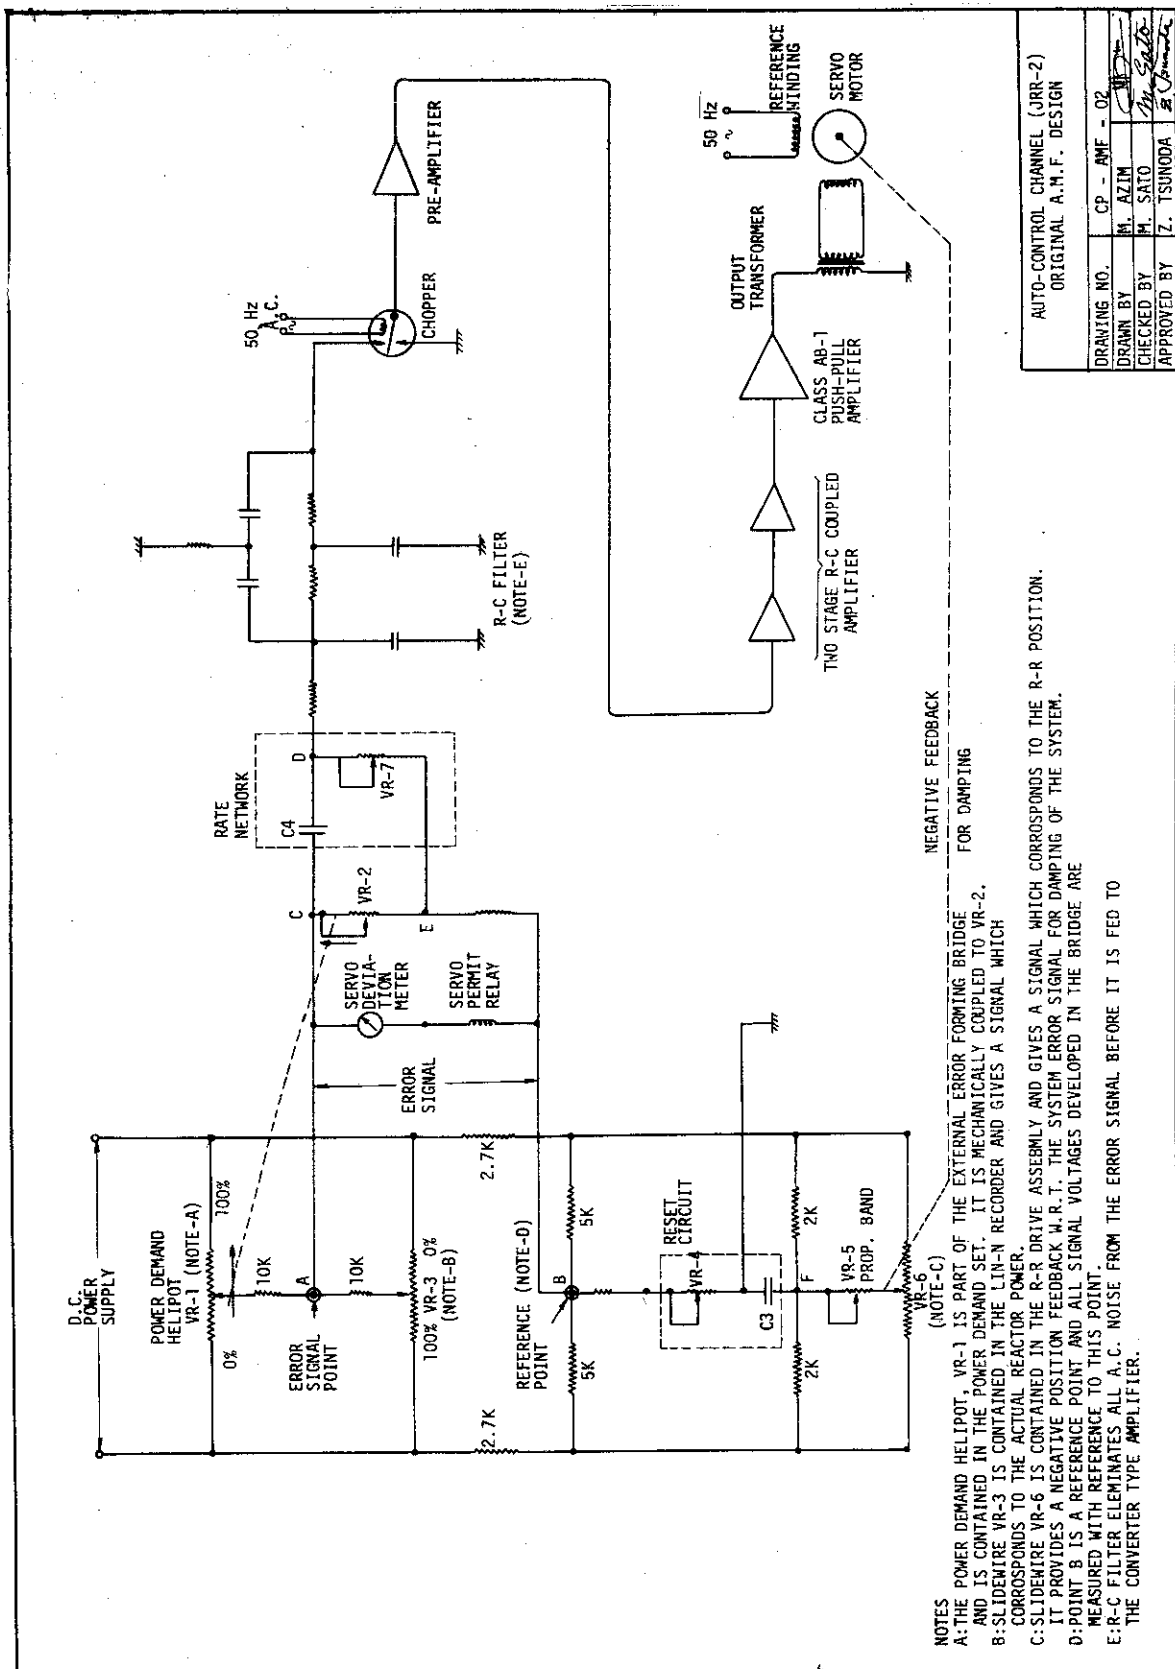 D.C.
POWER
SUPPLY
POWER DEMAND
HELIPOT
VR-1 (NOTE-A)
0%
100%
10K
A
ERROR
SIGNAL
POINT
10K
100% VR-3 0%
(NOTE-B)
2.7K
2.7K
REFERENCE (NOTE-D)
POINT
B
5K
5K
RESET
CIRCUIT
VR-4
C3
2K
F
2K
VR-5
PROP. BAND
VR-6
(NOTE-C)
ERROR
SIGNAL
SERVO
DEVIA-
TION
METER
SERVO
PERMIT
RELAY
C
VR-2
E
RATE
NETWORK
C4
D
VR-7
R-C FILTER
(NOTE-E)
50 Hz
A.C.
~
CHOPPER
PRE-AMPLIFIER
TWO STAGE R-C COUPLED
AMPLIFIER
CLASS AB-1
PUSH-PULL
AMPLIFIER
OUTPUT
TRANSFORMER
50 Hz
~
REFERENCE
WINDING
SERVO
MOTOR
NEGATIVE FEEDBACK
FOR DAMPING
NOTES
A:THE POWER DEMAND HELIPOT, VR-1 IS PART OF THE EXTERNAL ERROR FORMING BRIDGE
AND IS CONTAINED IN THE POWER DEMAND SET. IT IS MECHANICALLY COUPLED TO VR-2.
B:SLIDEWIRE VR-3 IS CONTAINED IN THE LIN-N RECORDER AND GIVES A SIGNAL WHICH
CORROSPONDS TO THE ACTUAL REACTOR POWER.
C:SLIDEWIRE VR-6 IS CONTAINED IN THE R-R DRIVE ASSEBMLY AND GIVES A SIGNAL WHICH CORROSPONDS TO THE R-R POSITION.
IT PROVIDES A NEGATIVE POSITION FEEDBACK W.R.T. THE SYSTEM ERROR SIGNAL FOR DAMPING OF THE SYSTEM.
D:POINT B IS A REFERENCE POINT AND ALL SIGNAL VOLTAGES DEVELOPED IN THE BRIDGE ARE
MEASURED WITH REFERENCE TO THIS POINT.
E:R-C FILTER ELEMINATES ALL A.C. NOISE FROM THE ERROR SIGNAL BEFORE IT IS FED TO
THE CONVERTER TYPE AMPLIFIER.
AUTO-CONTROL CHANNEL (JRR-2)
ORIGINAL A.M.F. DESIGN
DRAWING NO. CP - AMF - 02
DRAWN BY M. AZIM
CHECKED BY M. SATO M. Sato
APPROVED BY Z. TSUNODA Z. Tsunoda